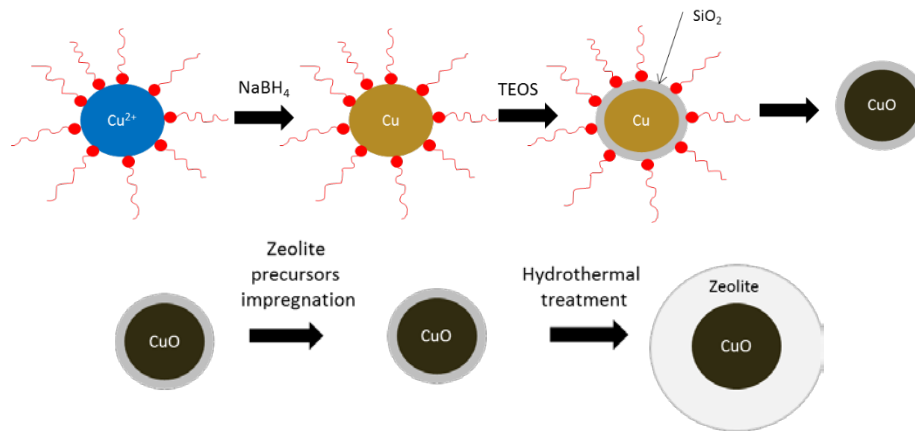 SiO₂
NaBH₄
TEOS
Cu²⁺
Cu
Cu
CuO
Zeolite
precursors
impregnation
Hydrothermal
treatment
Zeolite
CuO
CuO
CuO